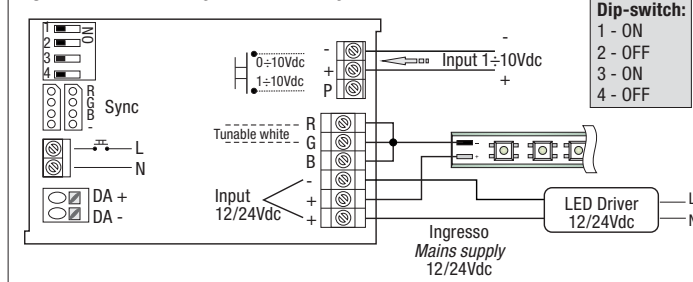 Dip-switch:
1 - ON
2 - OFF
3 - ON
4 - OFF
1
2
3
4
ON
R
G
B
-
Sync
L
N
DA +
DA -
0÷10Vdc
1÷10Vdc
-
+
P
-
Input 1÷10Vdc
+
Tunable white
R
G
B
-
+
+
Input
12/24Vdc
-
+
LED Driver
12/24Vdc
L
N
Ingresso
Mains supply
12/24Vdc